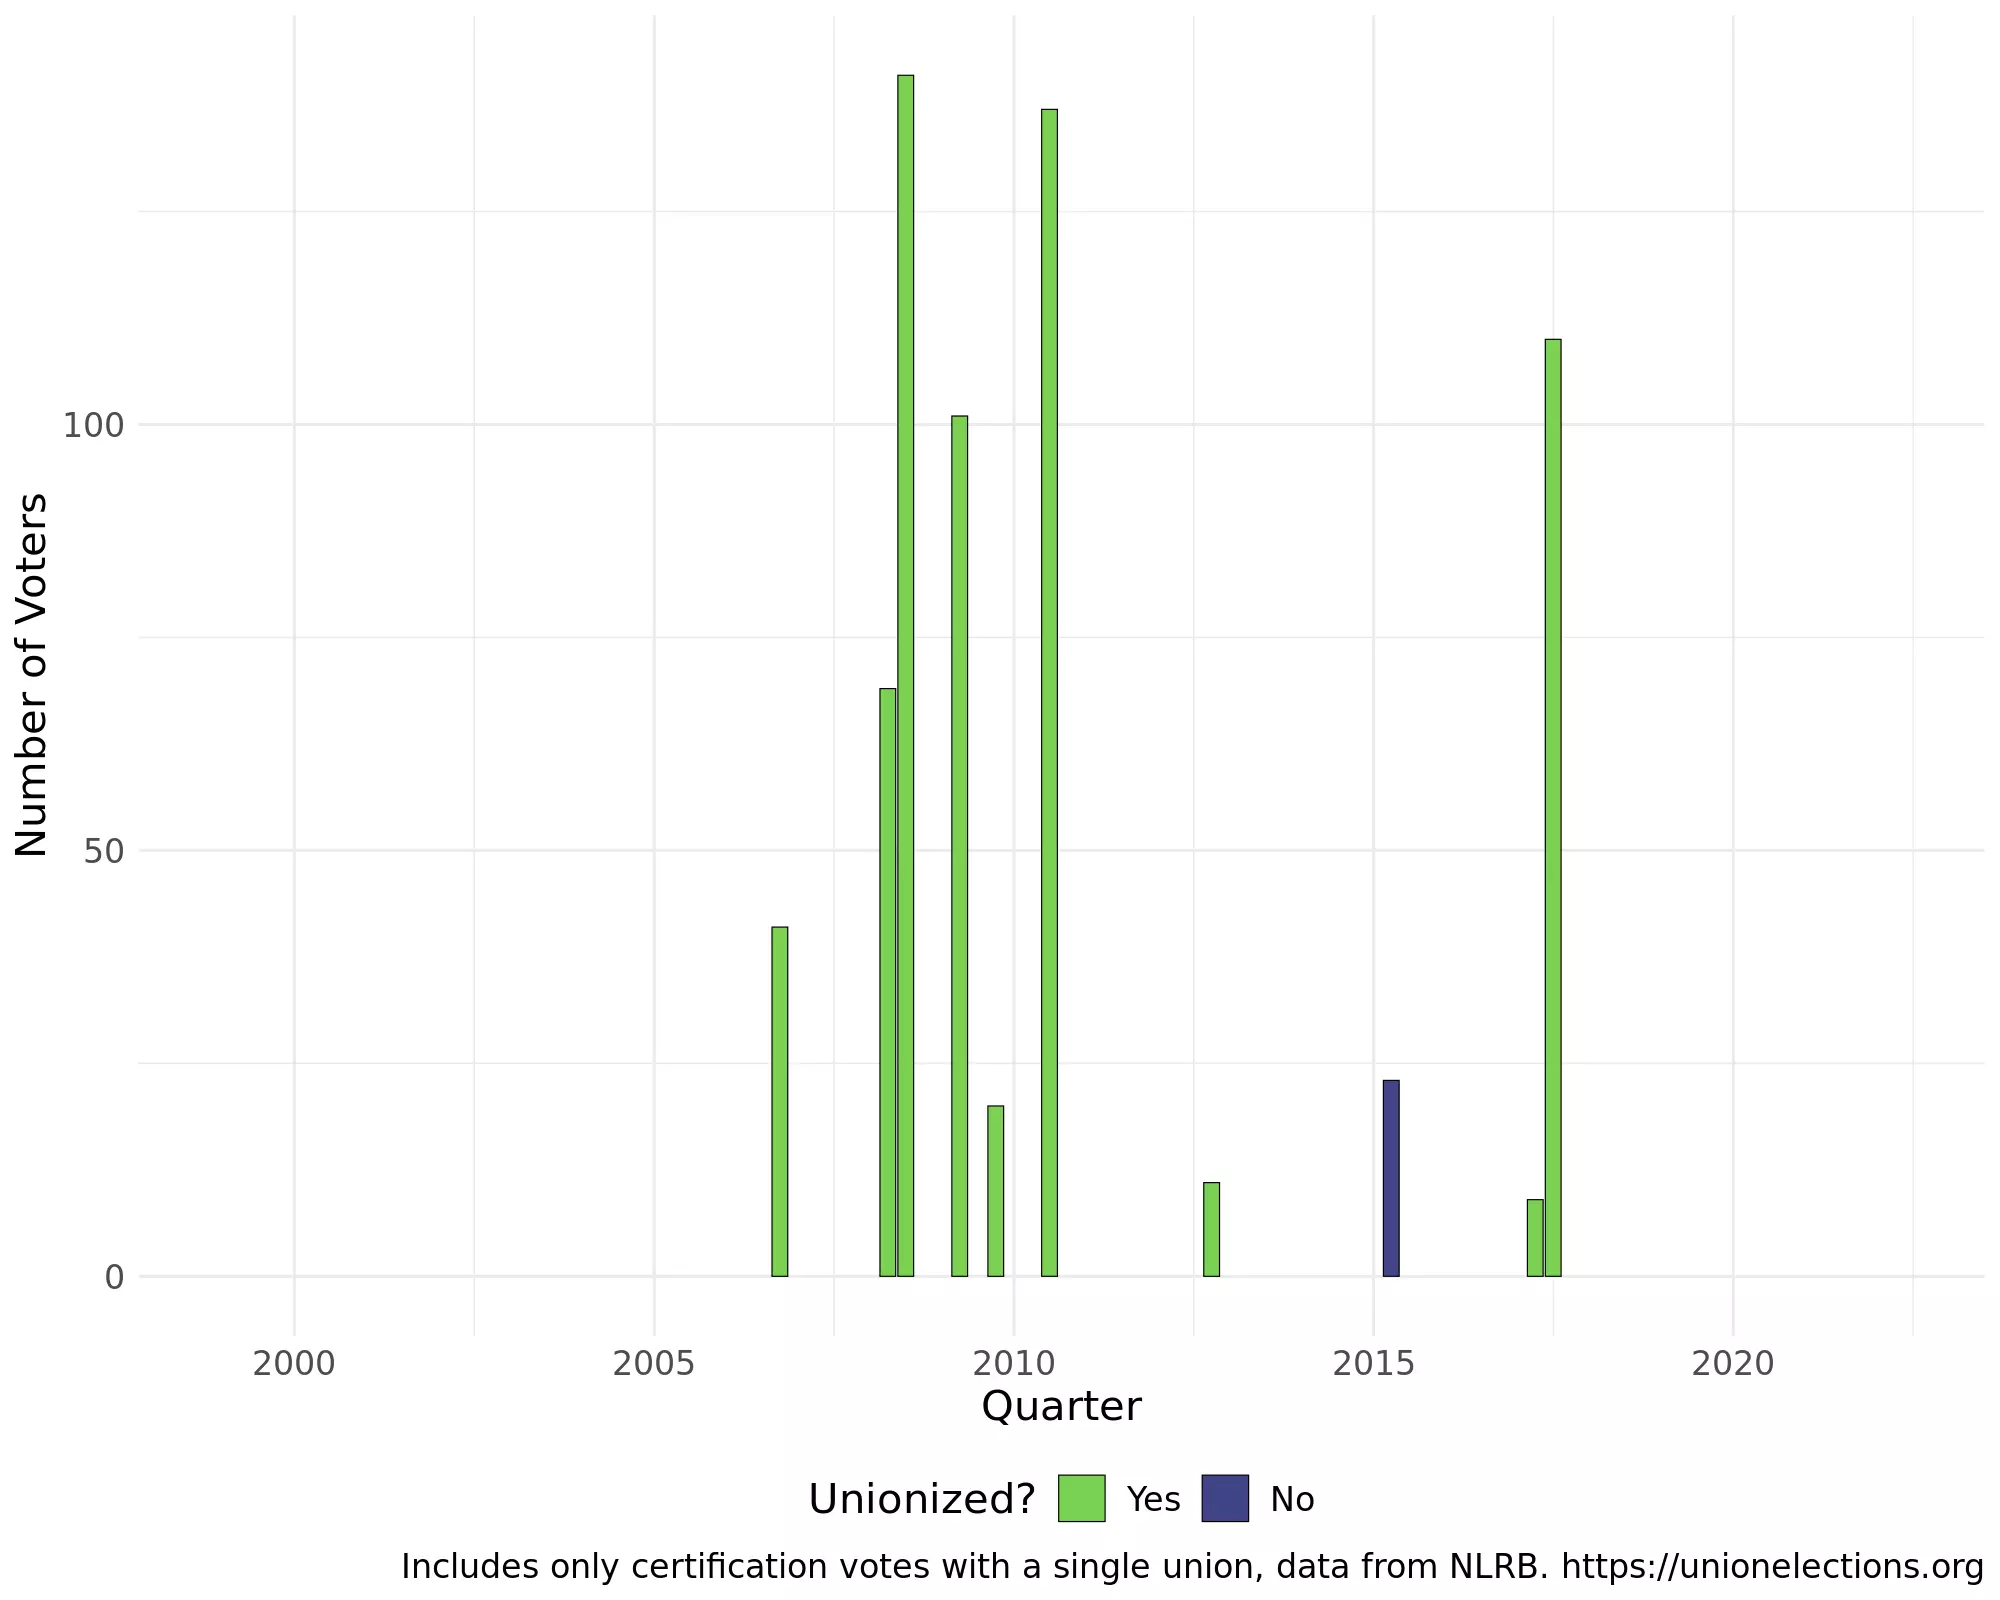 Number of Voters
100
50
0
2000 2005 2010 2015 2020
Quarter
Unionized? Yes No
Includes only certification votes with a single union, data from NLRB. https://unionelections.org